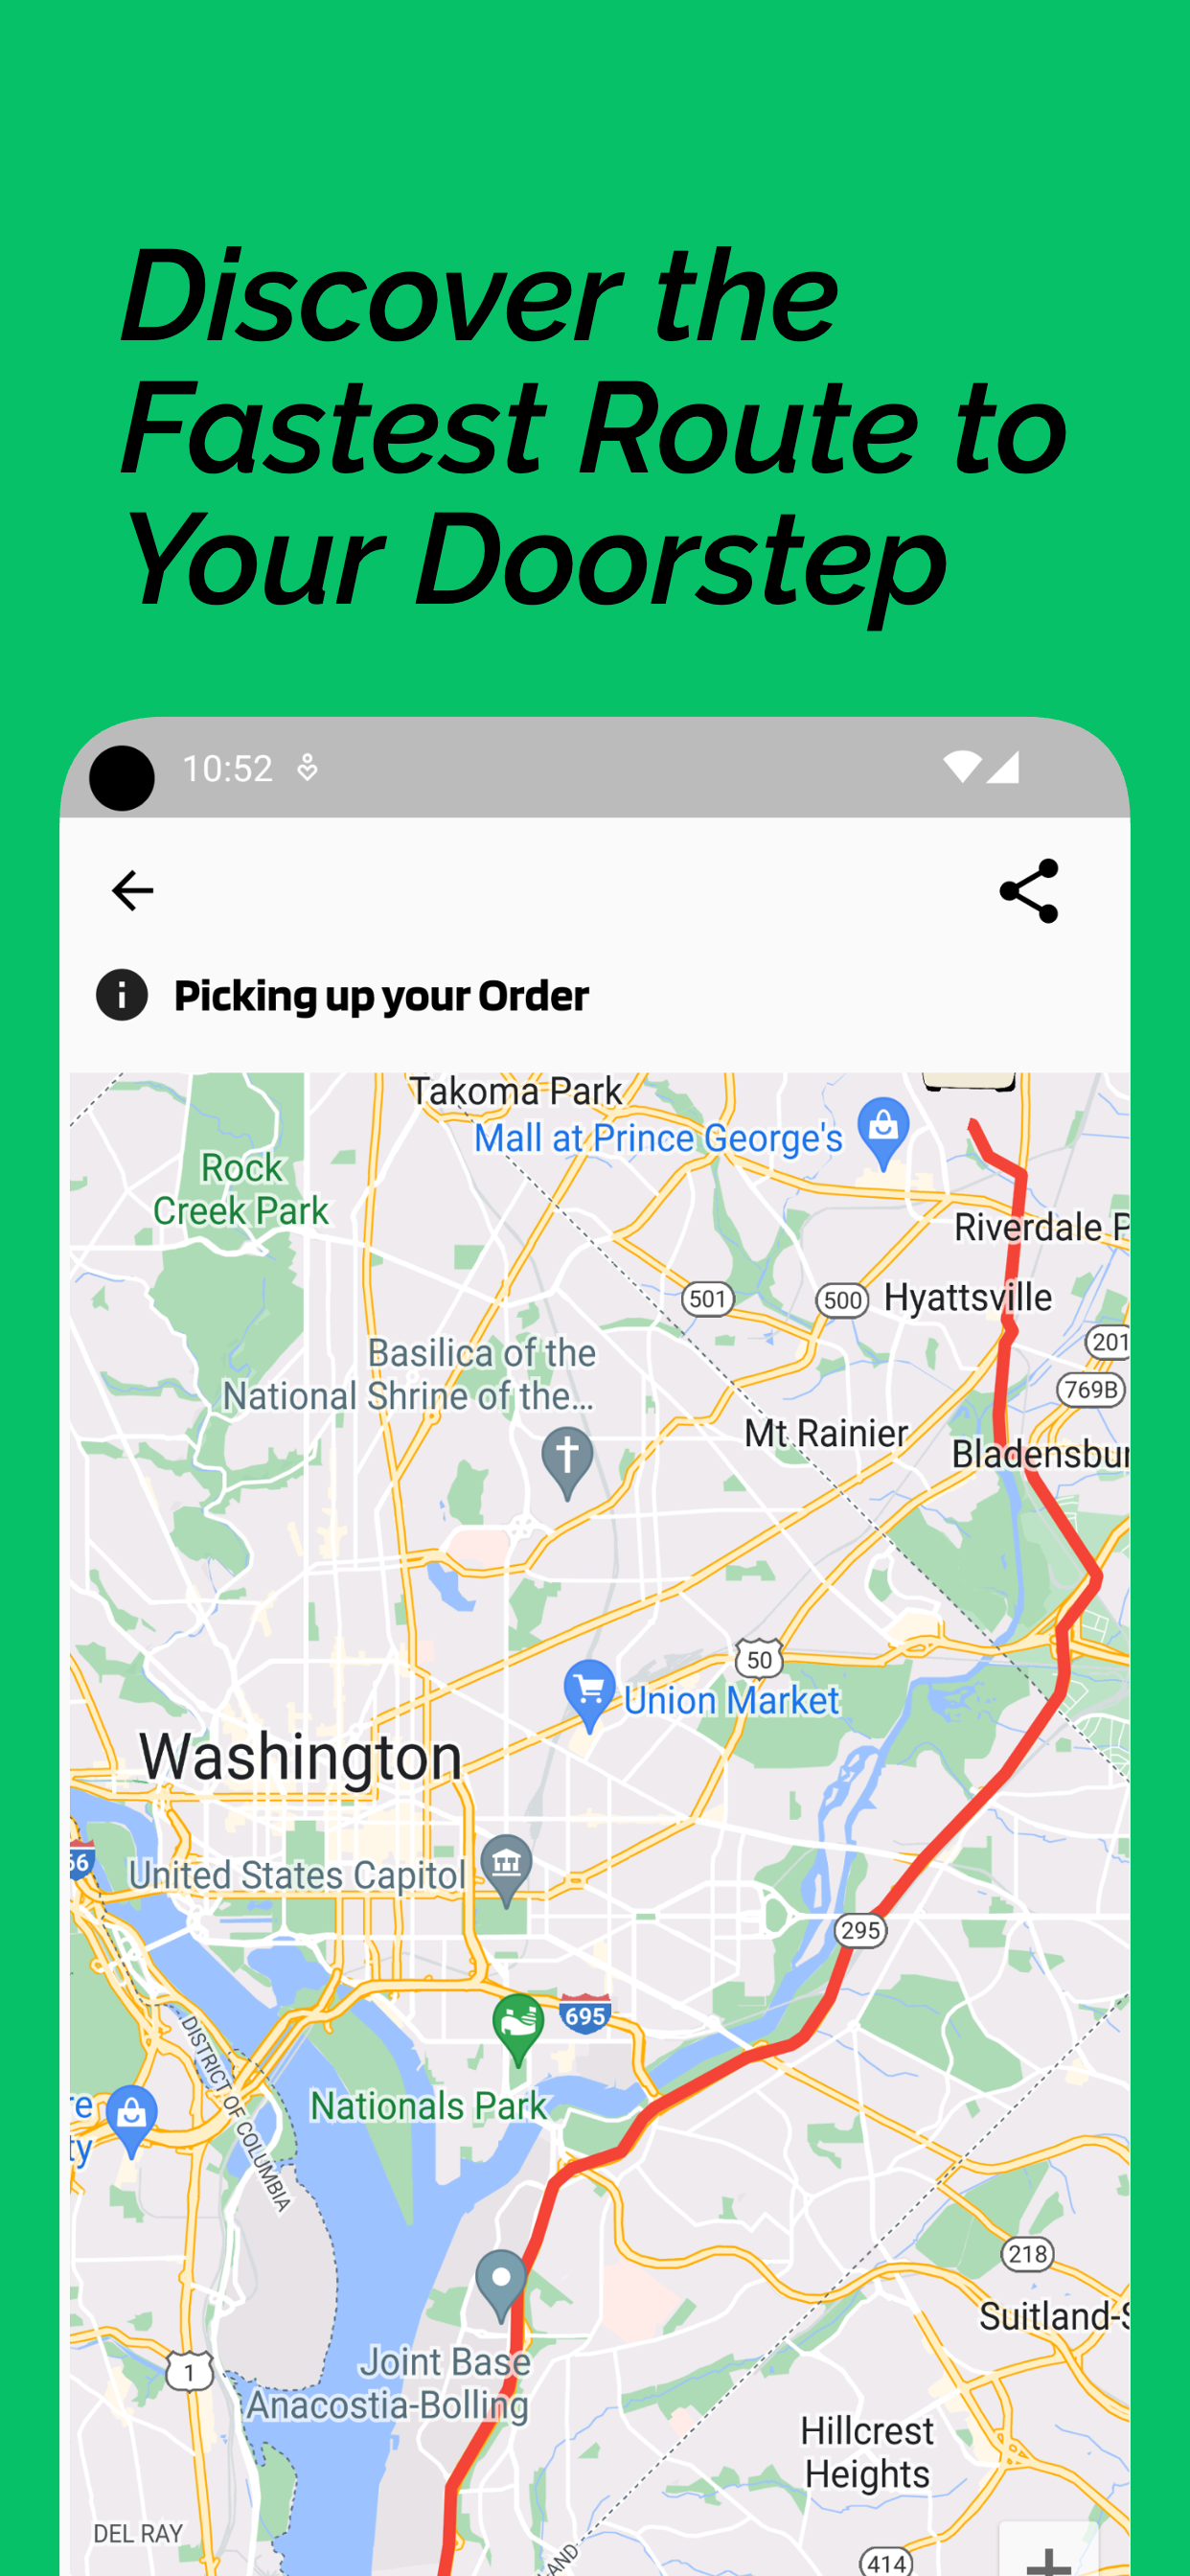 Discover the
Fastest Route to
Your Doorstep
10:52
Picking up your Order
Takoma Park
Mall at Prince George's
Rock
Creek Park
Riverdale P
501
500
Hyattsville
201
Basilica of the
National Shrine of the...
769B
Mt Rainier
Bladensbur
50
Union Market
Washington
66
United States Capitol
295
695
DISTRICT OF COLUMBIA
Nationals Park
re
ty
218
Suitland-S
Joint Base
1
Anacostia-Bolling
Hillcrest
Heights
DEL RAY
LAND
414